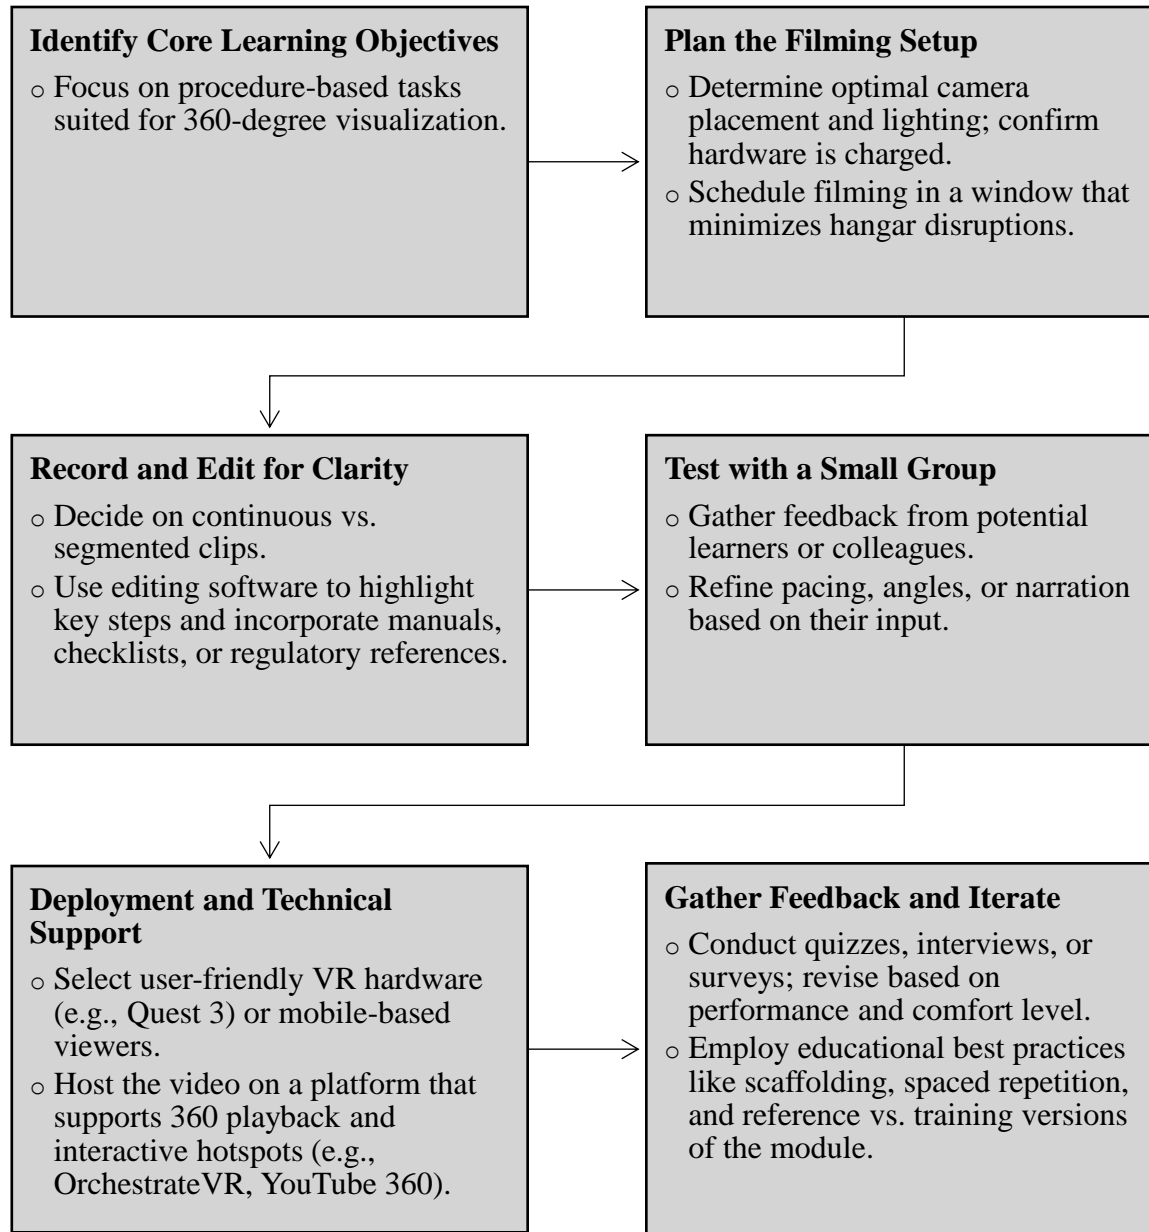 Identify Core Learning Objectives
○ Focus on procedure-based tasks
suited for 360-degree visualization.
Plan the Filming Setup
○ Determine optimal camera
placement and lighting; confirm
hardware is charged.
○ Schedule filming in a window that
minimizes hangar disruptions.
Record and Edit for Clarity
○ Decide on continuous vs.
segmented clips.
○ Use editing software to highlight
key steps and incorporate manuals,
checklists, or regulatory references.
Test with a Small Group
○ Gather feedback from potential
learners or colleagues.
○ Refine pacing, angles, or narration
based on their input.
Deployment and Technical
Support
○ Select user-friendly VR hardware
(e.g., Quest 3) or mobile-based
viewers.
○ Host the video on a platform that
supports 360 playback and
interactive hotspots (e.g.,
OrchestrateVR, YouTube 360).
Gather Feedback and Iterate
○ Conduct quizzes, interviews, or
surveys; revise based on
performance and comfort level.
○ Employ educational best practices
like scaffolding, spaced repetition,
and reference vs. training versions
of the module.